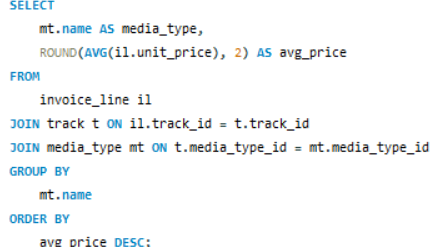 SELECT
mt.name AS media_type,
ROUND(AVG(il.unit_price), 2) AS avg_price
FROM
invoice_line il
JOIN track t ON il.track_id = t.track_id
JOIN media_type mt ON t.media_type_id = mt.media_type_id
GROUP BY
mt.name
ORDER BY
avg_price DESC;